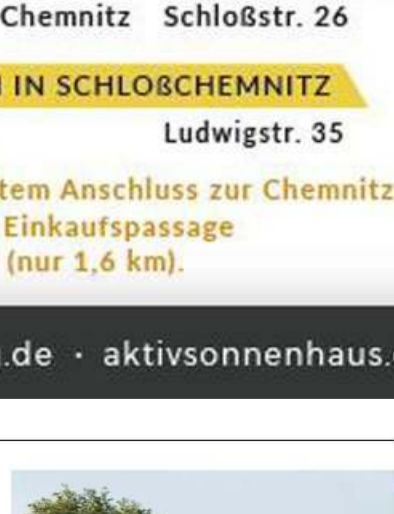 Chemnitz Schloßstr. 26
IN SCHLOßCHEMNITZ
Ludwigstr. 35
tem Anschluss zur Chemnitz
Einkaufspassage
(nur 1,6 km).
.de · aktivsonnenhaus.